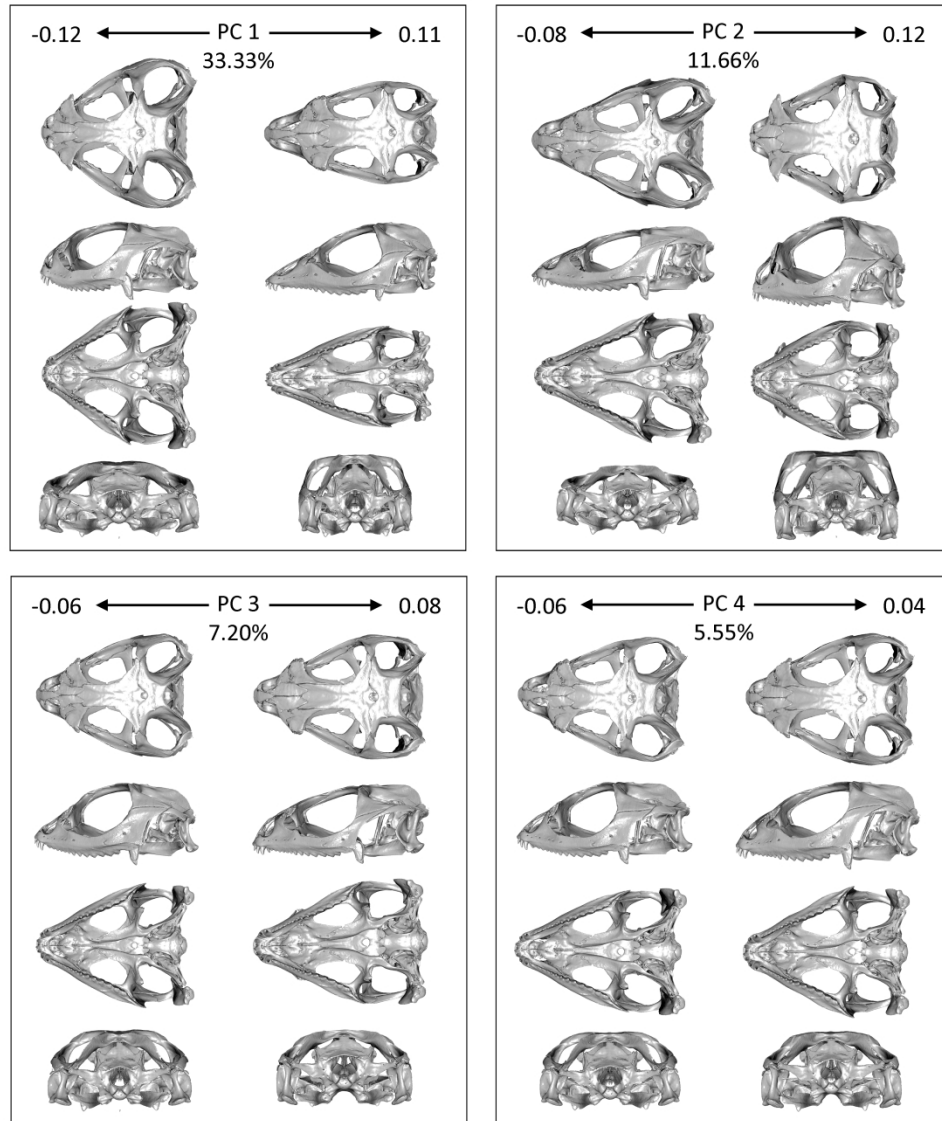 -0.12 PC 1 0.11
33.33%
-0.08 PC 2 0.12
11.66%
-0.06 PC 3 0.08
7.20%
-0.06 PC 4 0.04
5.55%